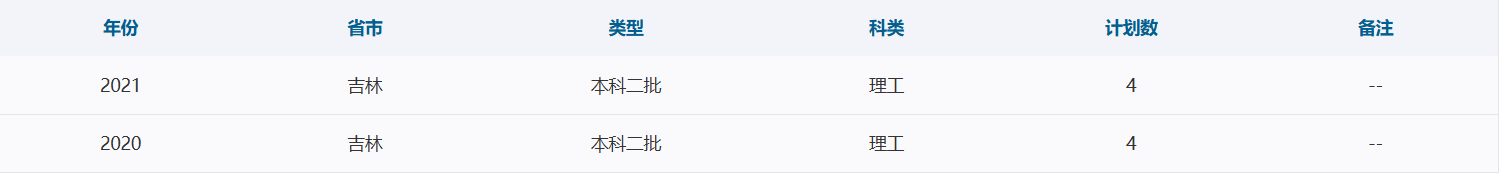 年份 省市 类型 科类 计划数 备注
2021 吉林 本科二批 理工 4 --
2020 吉林 本科二批 理工 4 --